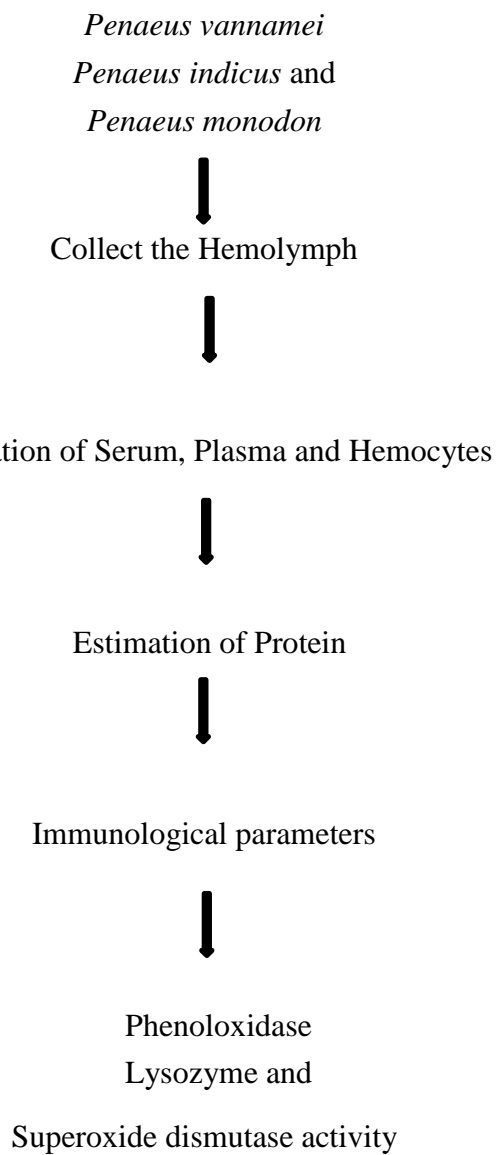 Penaeus vannamei
Penaeus indicus and
Penaeus monodon
Collect the Hemolymph
ation of Serum, Plasma and Hemocytes
Estimation of Protein
Immunological parameters
Phenoloxidase
Lysozyme and
Superoxide dismutase activity